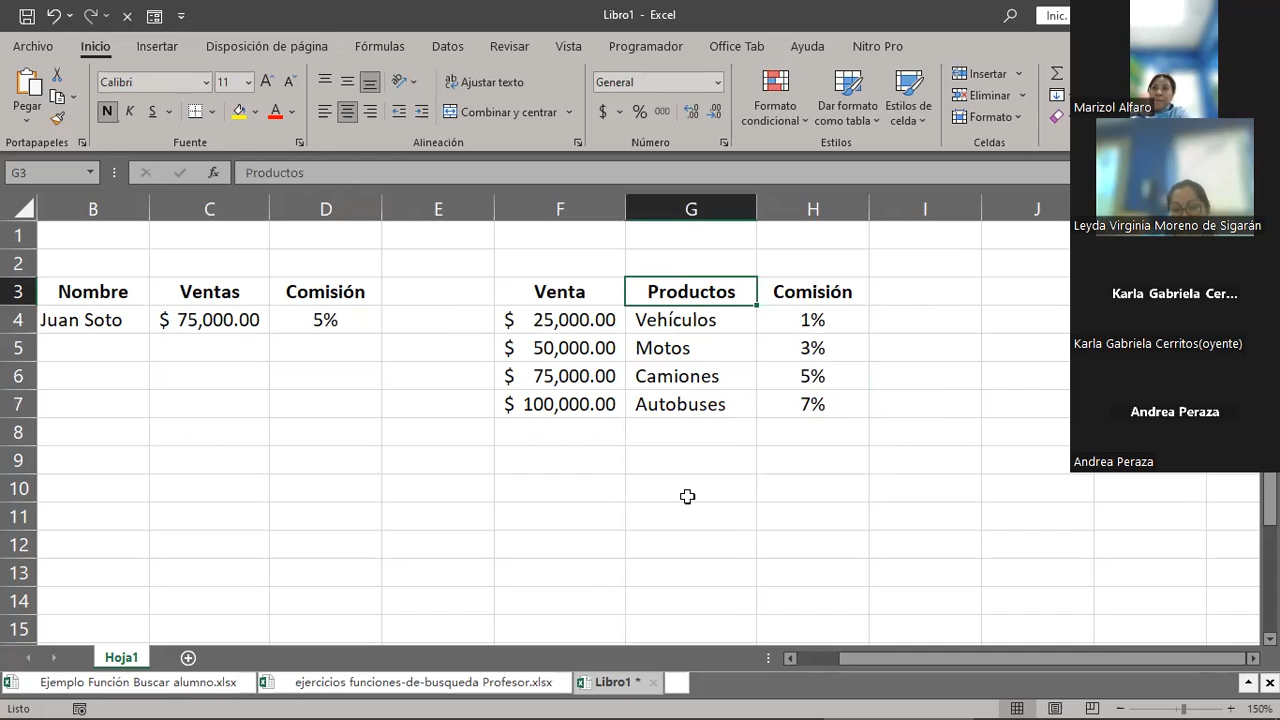 Libro1 - Excel
Inic.
Archivo Inicio Insertar Disposición de página Fórmulas Datos Revisar Vista Programador Office Tab Ayuda Nitro Pro
Pegar
Calibri 11
N K S
Ajustar texto
Combinar y centrar
General
$ % 000
Formato condicional
Dar formato como tabla
Estilos de celda
Insertar
Eliminar
Formato
Portapapeles Fuente Alineación Número Estilos Celdas
G3 fx Productos
B C D E F G H I J
1
2
3 Nombre Ventas Comisión Venta Productos Comisión
4 Juan Soto $ 75,000.00 5% $ 25,000.00 Vehículos 1%
5 $ 50,000.00 Motos 3%
6 $ 75,000.00 Camiones 5%
7 $ 100,000.00 Autobuses 7%
8
9
10
11
12
13
14
15
Hoja1
Ejemplo Función Buscar alumno.xlsx ejercicios funciones-de-busqueda Profesor.xlsx Libro1 *
Listo 150%
Marizol Alfaro
Leyda Virginia Moreno de Sigarán
Karla Gabriela Cer...
Karla Gabriela Cerritos(oyente)
Andrea Peraza
Andrea Peraza